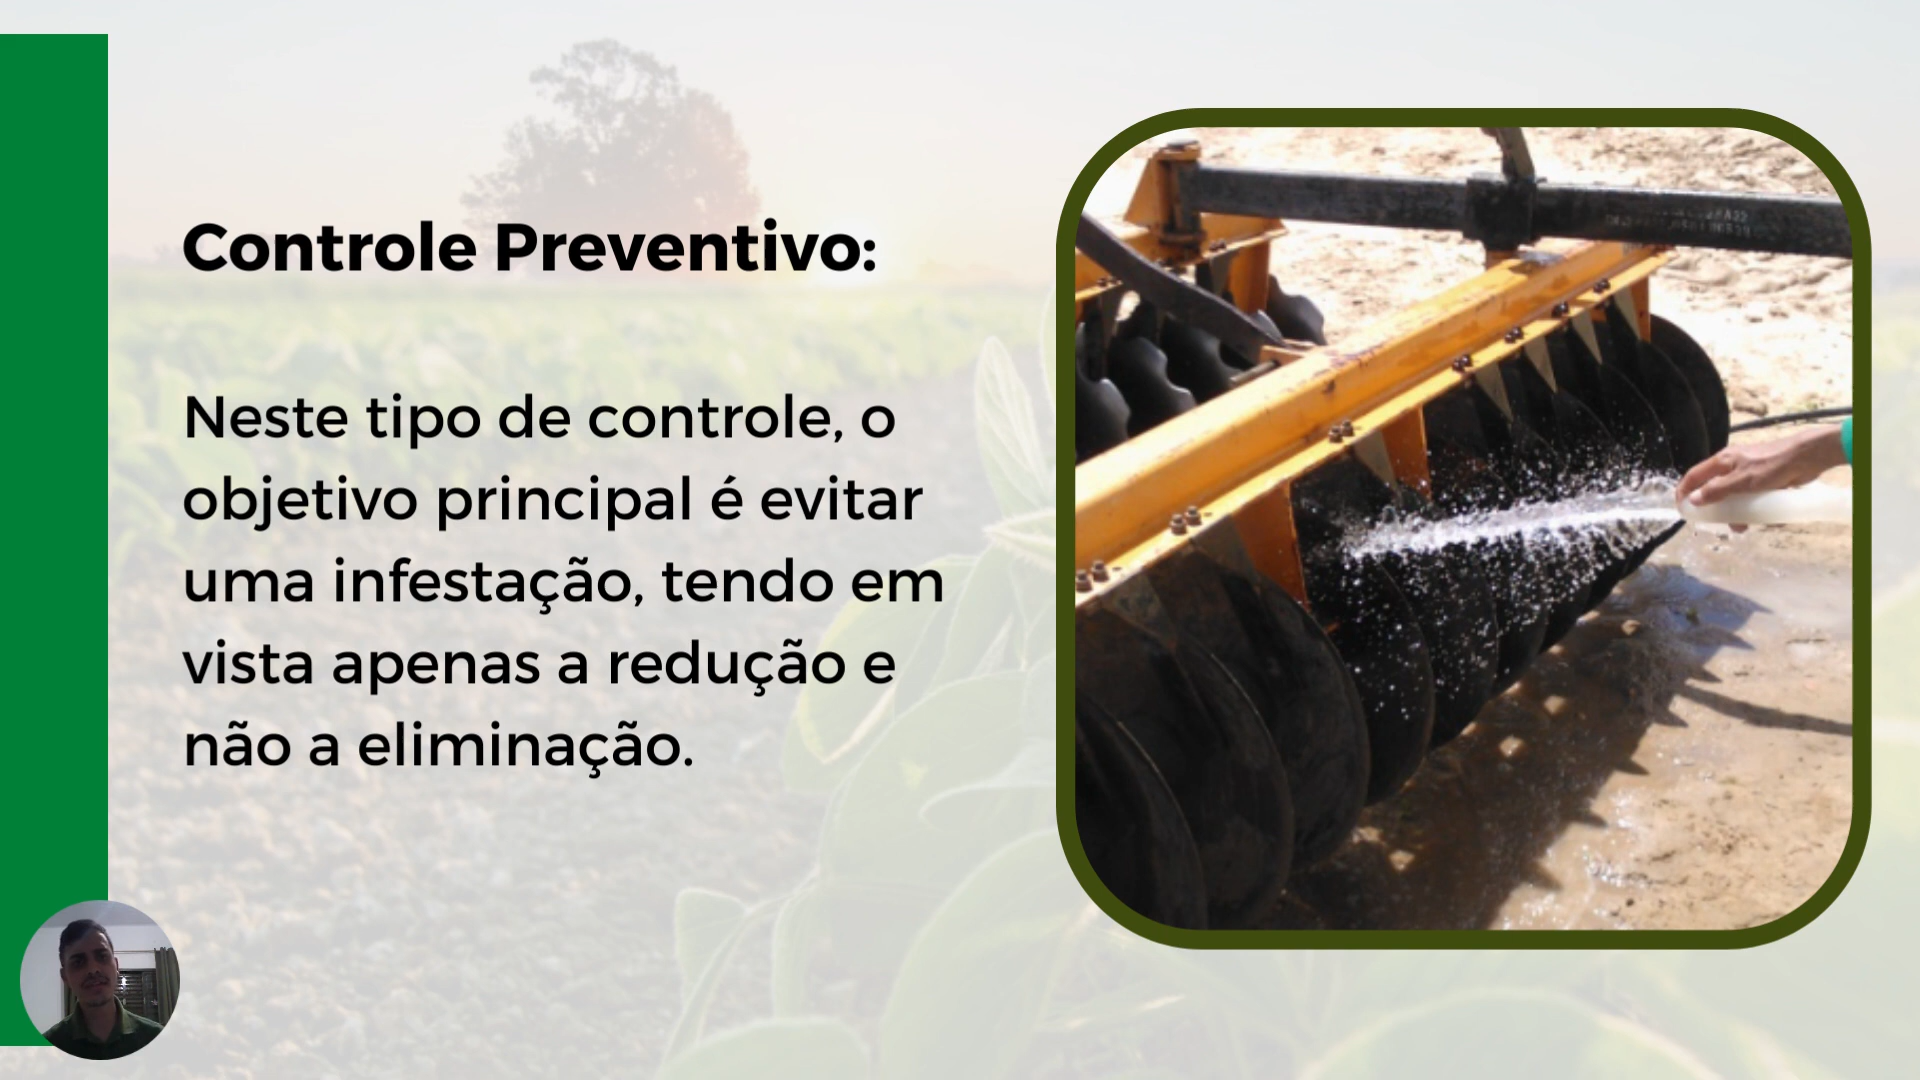 Controle Preventivo:
Neste tipo de controle, o
objetivo principal é evitar
uma infestação, tendo em
vista apenas a redução e
não a eliminação.